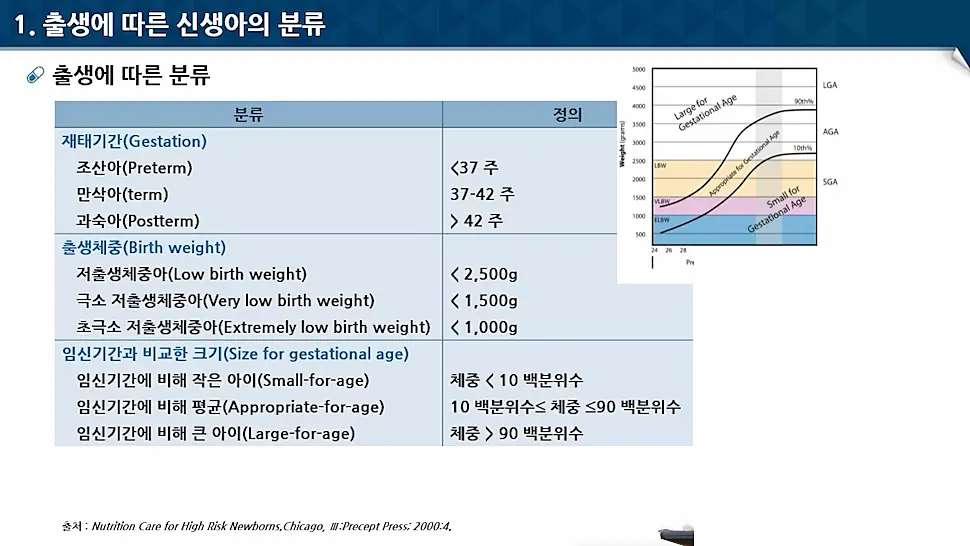 1. 출생에 따른 신생아의 분류
출생에 따른 분류
분류 정의
재태기간(Gestation)
조산아(Preterm) <37 주
만삭아(term) 37-42 주
과숙아(Postterm) > 42 주
출생체중(Birth weight)
저출생체중아(Low birth weight) < 2,500g
극소 저출생체중아(Very low birth weight) < 1,500g
초극소 저출생체중아(Extremely low birth weight) < 1,000g
임신기간과 비교한 크기(Size for gestational age)
임신기간에 비해 작은 아이(Small-for-age) 체중 < 10 백분위수
임신기간에 비해 평균(Appropriate-for-age) 10 백분위수≤ 체중 ≤90 백분위수
임신기간에 비해 큰 아이(Large-for-age) 체중 > 90 백분위수
Weight (grams)
5000
4500
4000
3500
3000
2500
2000
1500
1000
500
24 26 28
Large for
Gestational Age
Appropriate for Gestational Age
Small for
Gestational Age
90th%
10th%
LBW
VLBW
ELBW
LGA
AGA
SGA
Pre
출처 : Nutrition Care for High Risk Newborns.Chicago, Ⅲ:Precept Press; 2000:4.